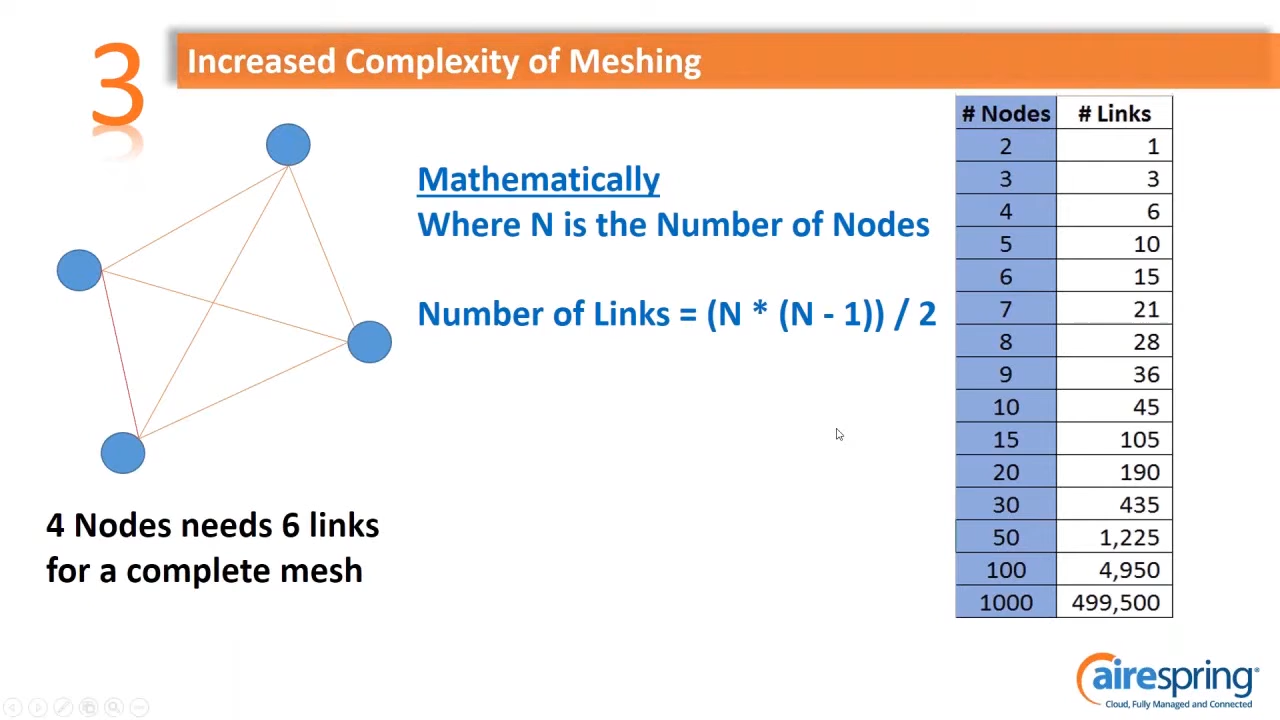 3
Increased Complexity of Meshing
Mathematically
Where N is the Number of Nodes
Number of Links = (N * (N - 1)) / 2
4 Nodes needs 6 links
for a complete mesh
# Nodes # Links
2 1
3 3
4 6
5 10
6 15
7 21
8 28
9 36
10 45
15 105
20 190
30 435
50 1,225
100 4,950
1000 499,500
airespring®
Cloud, Fully Managed and Connected